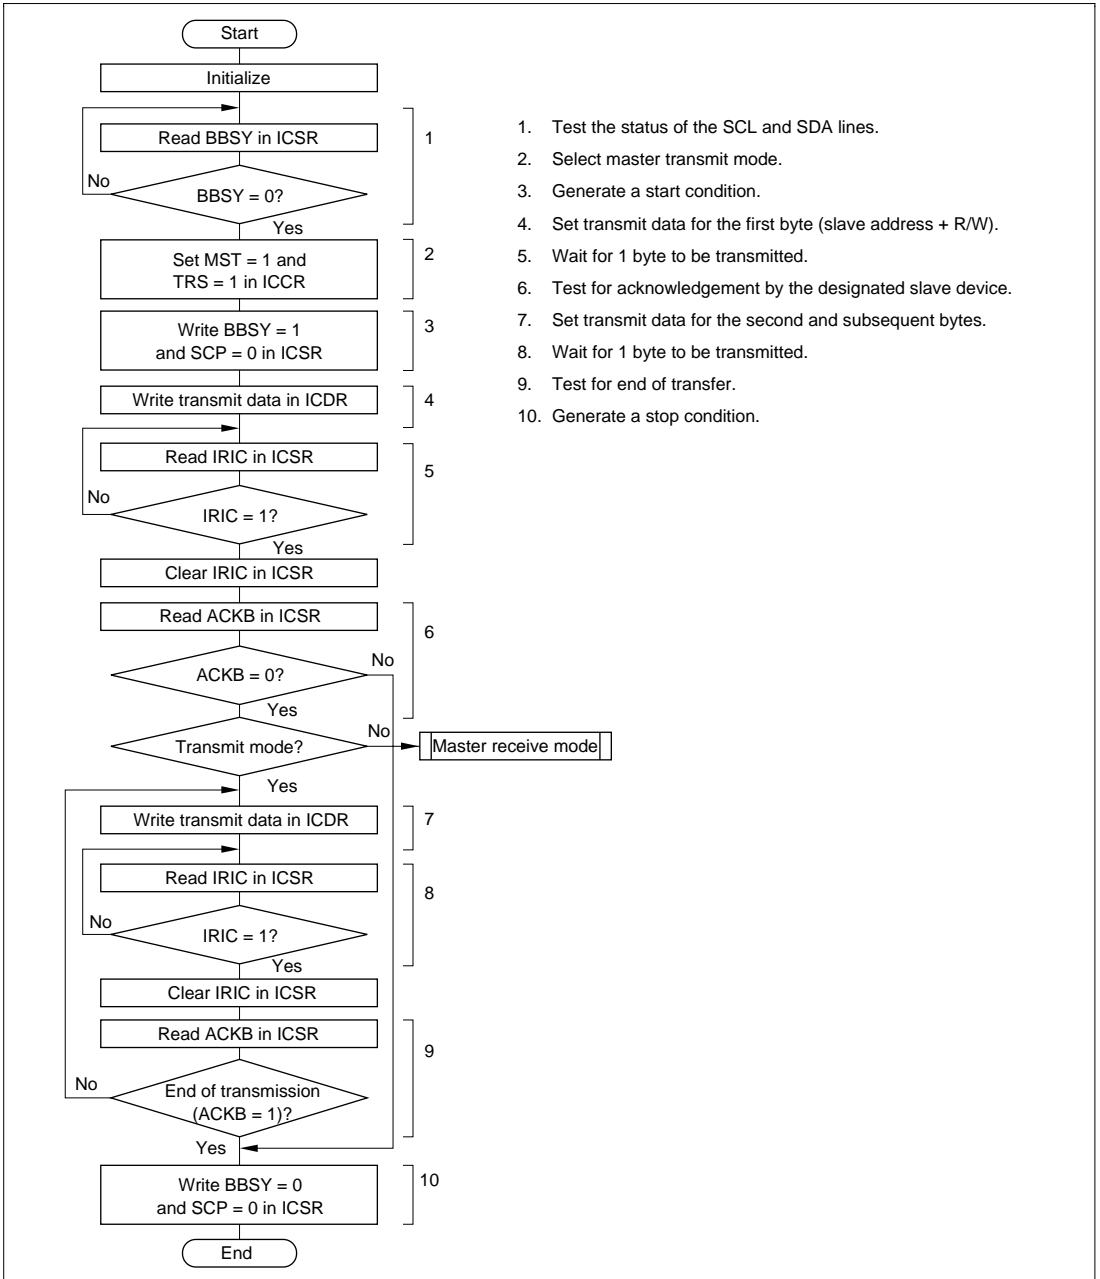 Start
Initialize
Read BBSY in ICSR
1
No
BBSY = 0?
Yes
Set MST = 1 and
TRS = 1 in ICCR
2
Write BBSY = 1
and SCP = 0 in ICSR
3
Write transmit data in ICDR
4
Read IRIC in ICSR
5
No
IRIC = 1?
Yes
Clear IRIC in ICSR
Read ACKB in ICSR
6
No
ACKB = 0?
Yes
No
Transmit mode?
Master receive mode
Yes
Write transmit data in ICDR
7
Read IRIC in ICSR
8
No
IRIC = 1?
Yes
Clear IRIC in ICSR
Read ACKB in ICSR
9
No
End of transmission
(ACKB = 1)?
Yes
Write BBSY = 0
and SCP = 0 in ICSR
10
End
1. Test the status of the SCL and SDA lines.
2. Select master transmit mode.
3. Generate a start condition.
4. Set transmit data for the first byte (slave address + R/W).
5. Wait for 1 byte to be transmitted.
6. Test for acknowledgement by the designated slave device.
7. Set transmit data for the second and subsequent bytes.
8. Wait for 1 byte to be transmitted.
9. Test for end of transfer.
10. Generate a stop condition.